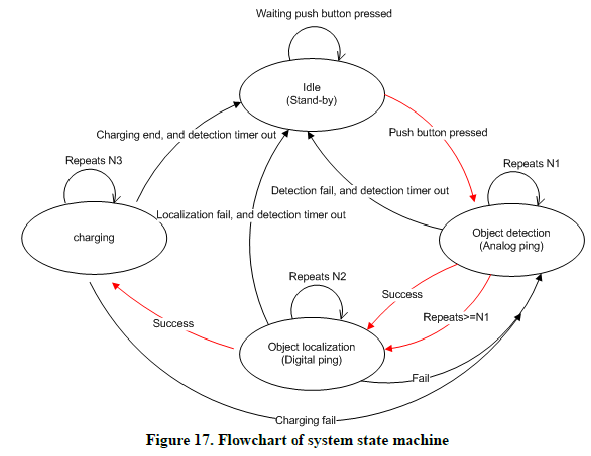 Waiting push button pressed
Idle
(Stand-by)
Charging end, and detection timer out
Push button pressed
Repeats N3
Repeats N1
Detection fail, and detection timer out
Localization fail, and detection timer out
charging
Object detection
(Analog ping)
Repeats N2
Success
Repeats>=N1
Success
Object localization
(Digital ping)
Fail
Charging fail
Figure 17. Flowchart of system state machine